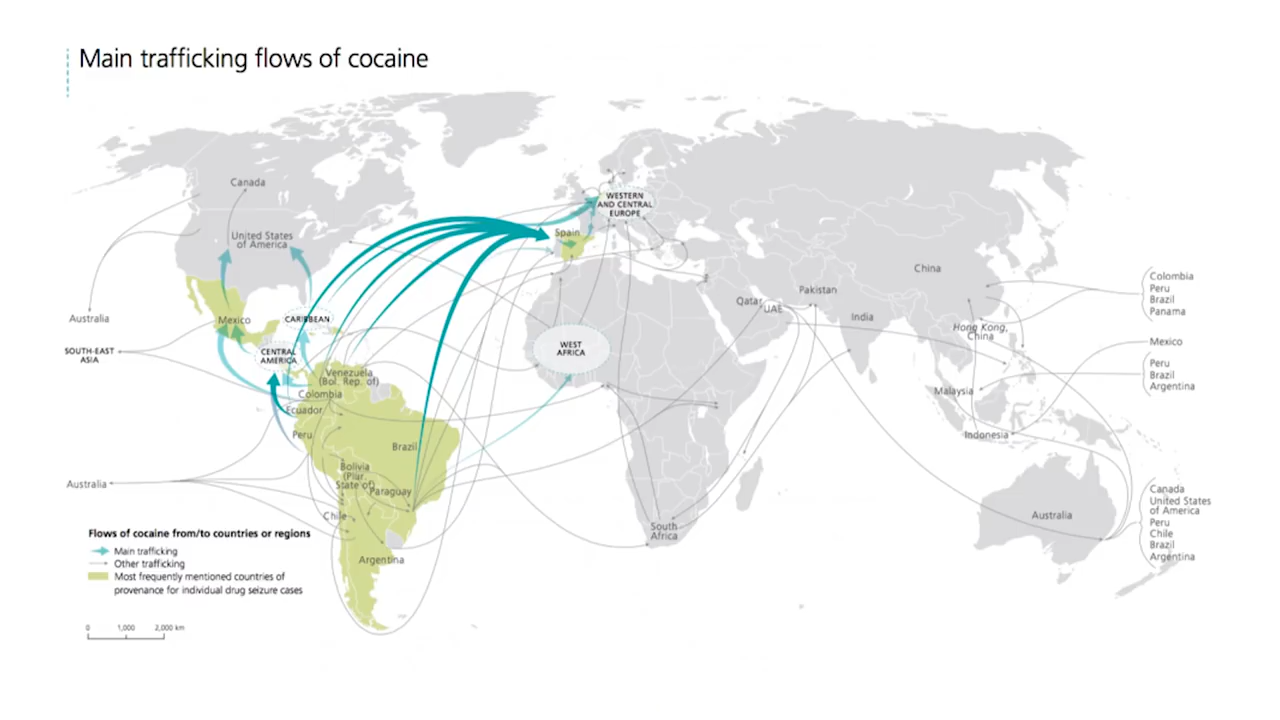 Main trafficking flows of cocaine
Canada
United States
of America
Australia
SOUTH-EAST
ASIA
Mexico
CARIBBEAN
CENTRAL
AMERICA
Venezuela
(Bol. Rep. of)
Colombia
Ecuador
Peru
Brazil
Bolivia
(Plur.
State of)
Paraguay
Chile
Argentina
Australia
WESTERN
AND CENTRAL
EUROPE
Spain
WEST
AFRICA
South
Africa
Qatar
UAE
Pakistan
India
China
Hong Kong,
China
Malaysia
Indonesia
Australia
Colombia
Peru
Brazil
Panama
Mexico
Peru
Brazil
Argentina
Canada
United States
of America
Peru
Chile
Brazil
Argentina
Flows of cocaine from/to countries or regions
Main trafficking
Other trafficking
Most frequently mentioned countries of
provenance for individual drug seizure cases
0 1,000 2,000 km